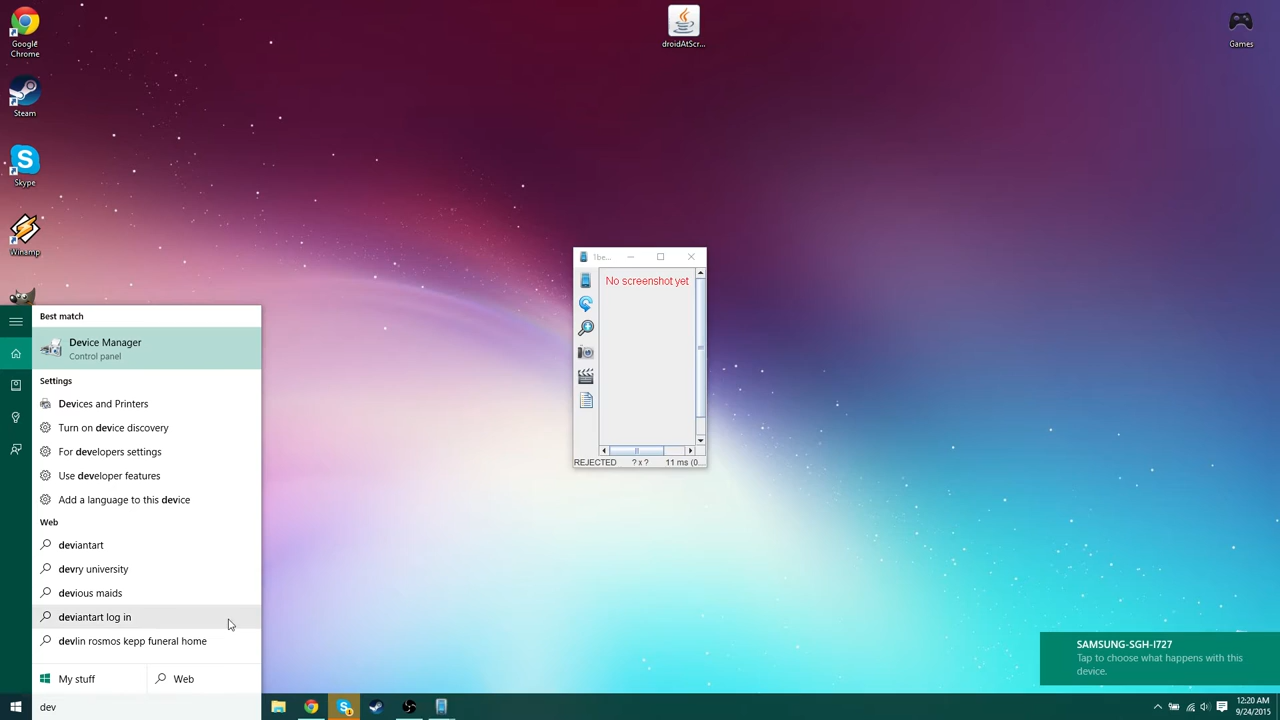 Google
Chrome
Steam
Skype
Winamp
droidAtScr...
Games
1be...
No screenshot yet
REJECTED ? x ? 11 ms (0...
Best match
Device Manager
Control panel
Settings
Devices and Printers
Turn on device discovery
For developers settings
Use developer features
Add a language to this device
Web
deviantart
devry university
devious maids
deviantart log in
devlin rosmos kepp funeral home
My stuff
Web
dev
SAMSUNG-SGH-I727
Tap to choose what happens with this
device.
12:20 AM
9/24/2015